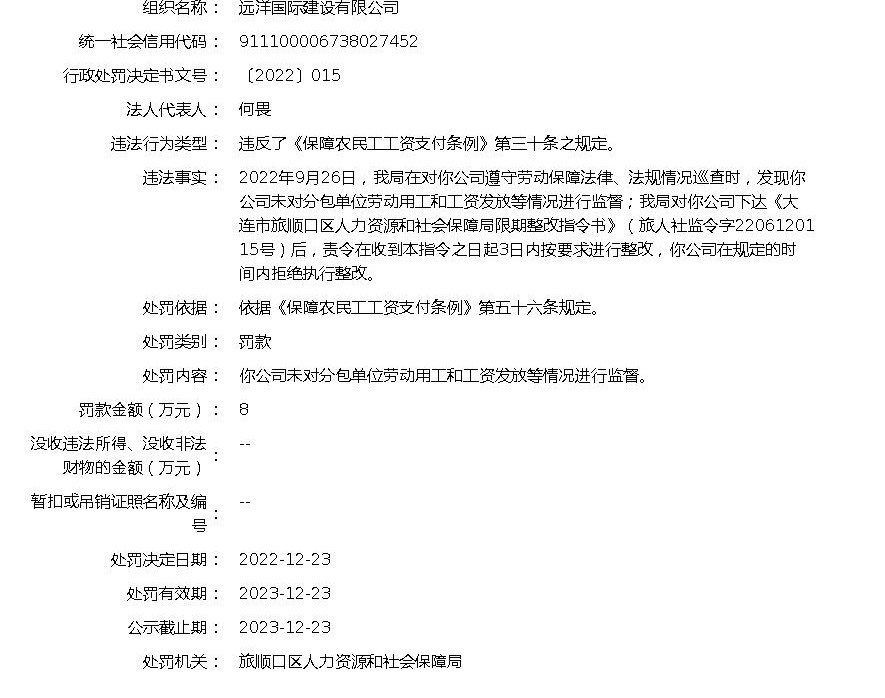 组织名称： 远洋国际建设有限公司
统一社会信用代码： 911100006738027452
行政处罚决定书文号： 〔2022〕015
法人代表人： 何畏
违法行为类型： 违反了《保障农民工工资支付条例》第三十条之规定。
违法事实： 2022年9月26日，我局在对你公司遵守劳动保障法律、法规情况巡查时，发现你
公司未对分包单位劳动用工和工资发放等情况进行监督；我局对你公司下达《大
连市旅顺口区人力资源和社会保障局限期整改指令书》（旅人社监令字22061201
15号）后，责令在收到本指令之日起3日内按要求进行整改，你公司在规定的时
间内拒绝执行整改。
处罚依据： 依据《保障农民工工资支付条例》第五十六条规定。
处罚类别： 罚款
处罚内容： 你公司未对分包单位劳动用工和工资发放等情况进行监督。
罚款金额（万元）： 8
没收违法所得、没收非法
财物的金额（万元）： --
暂扣或吊销证照名称及编
号： --
处罚决定日期： 2022-12-23
处罚有效期： 2023-12-23
公示截止期： 2023-12-23
处罚机关： 旅顺口区人力资源和社会保障局